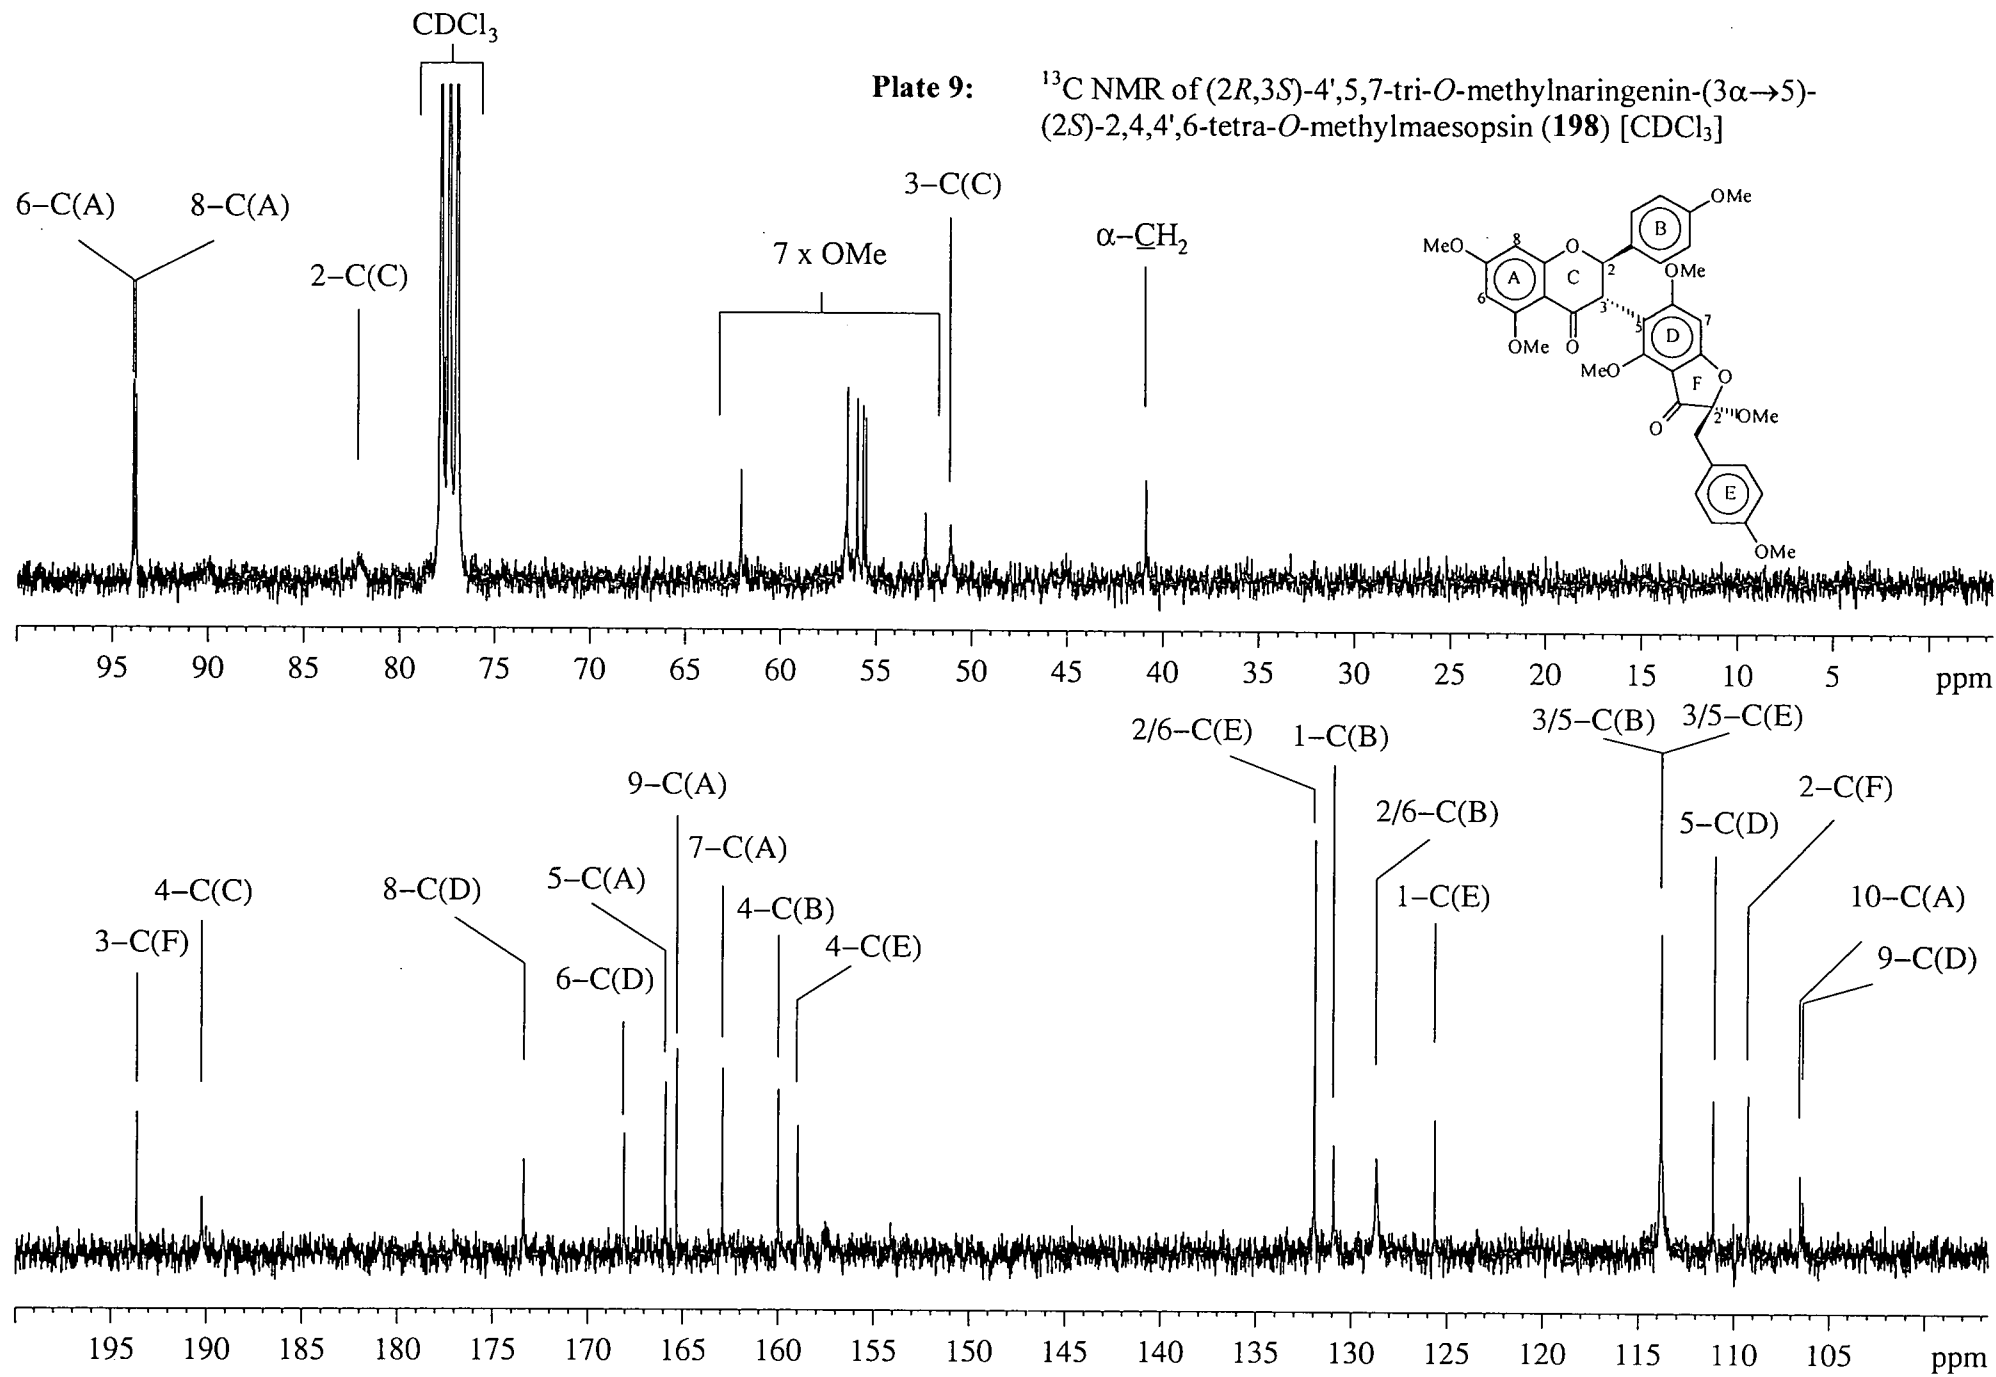 CDCl₃
Plate 9: ¹³C NMR of (2R,3S)-4',5,7-tri-O-methylnaringenin-(3α→5)-
(2S)-2,4,4',6-tetra-O-methylmaesopsin (198) [CDCl₃]
6–C(A) 8–C(A)
2–C(C)
7 x OMe
3–C(C)
α–CH₂
OMe
B
MeO 8 O
A C 2 OMe
6 3
5 D 7
OMe O
MeO
F O
O 2 OMe
E
OMe
95 90 85 80 75 70 65 60 55 50 45 40 35 30 25 20 15 10 5 ppm
2/6–C(E) 1–C(B) 3/5–C(B) 3/5–C(E)
9–C(A) 2/6–C(B) 2–C(F)
7–C(A) 5–C(D)
4–C(C) 8–C(D) 5–C(A) 4–C(B) 1–C(E) 10–C(A)
3–C(F) 6–C(D) 4–C(E) 9–C(D)
195 190 185 180 175 170 165 160 155 150 145 140 135 130 125 120 115 110 105 ppm